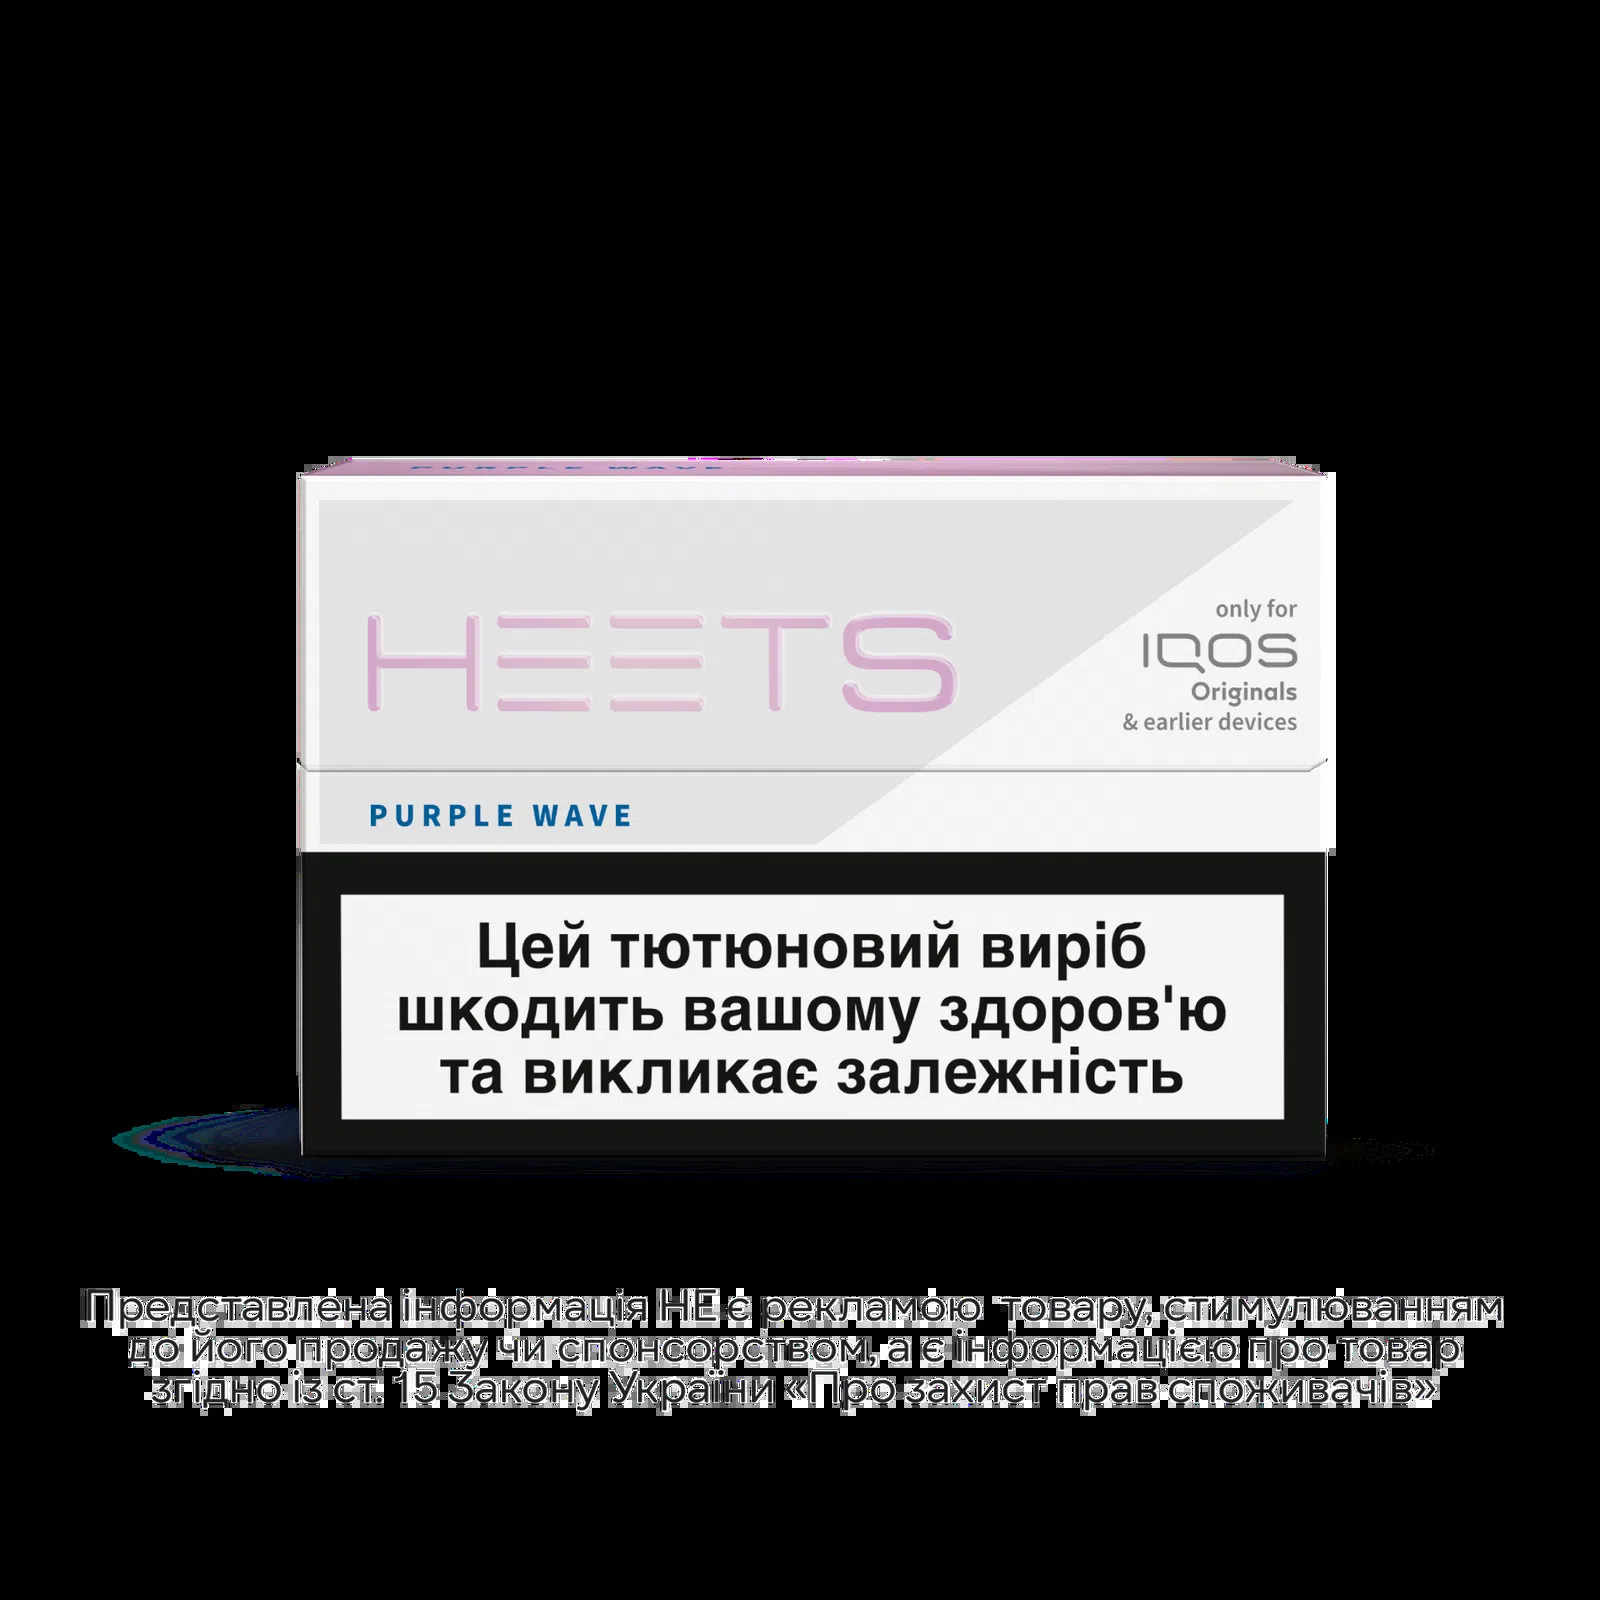 PURPLE WAVE
HEETS
only for
IQOS
Originals
& earlier devices
PURPLE WAVE
Цей тютюновий виріб
шкодить вашому здоров'ю
та викликає залежність
Представлена інформація НЕ є рекламою товару, стимулюванням
до його продажу чи спонсорством, а є інформацією про товар
згідно із ст. 15 Закону України «Про захист прав споживачів»